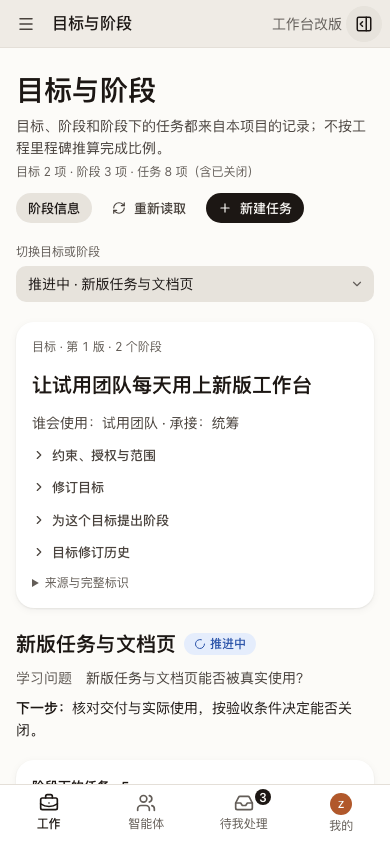 目标与阶段
工作台改版
目标与阶段
目标、阶段和阶段下的任务都来自本项目的记录；不按工
程里程碑推算完成比例。
目标 2 项 · 阶段 3 项 · 任务 8 项（含已关闭）
阶段信息
重新读取
新建任务
切换目标或阶段
推进中 · 新版任务与文档页
目标 · 第 1 版 · 2 个阶段
让试用团队每天用上新版工作台
谁会使用：试用团队 · 承接：统筹
约束、授权与范围
修订目标
为这个目标提出阶段
目标修订历史
来源与完整标识
新版任务与文档页
推进中
学习问题 新版任务与文档页能否被真实使用？
下一步：核对交付与实际使用，按验收条件决定能否关
闭。
工作
智能体
3
待我处理
z
我的